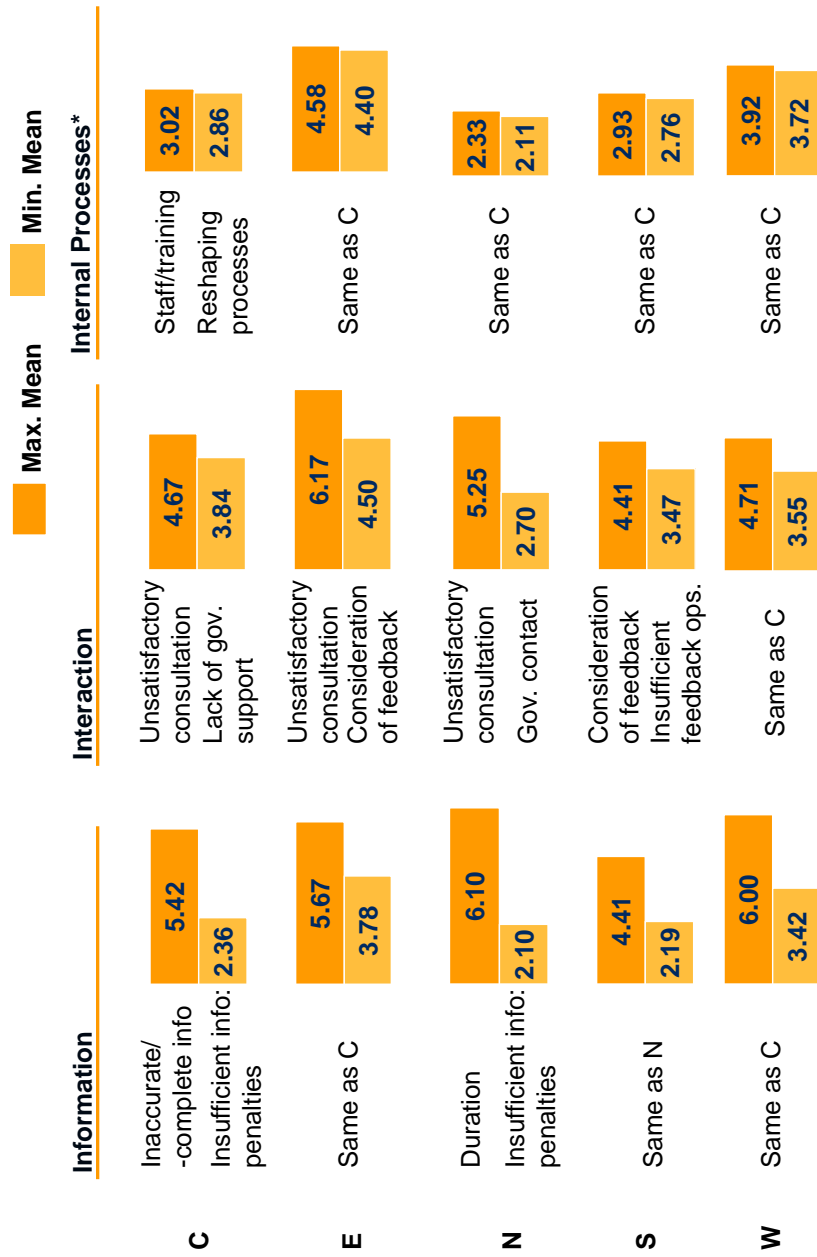 Max. Mean
Min. Mean
Information
Interaction
Internal Processes*
C
Inaccurate/
-complete info
Insufficient info:
penalties
5.42
2.36
Unsatisfactory
consultation
Lack of gov.
support
4.67
3.84
Staff/training
Reshaping
processes
3.02
2.86
E
Same as C
5.67
3.78
Unsatisfactory
consultation
Consideration
of feedback
6.17
4.50
Same as C
4.58
4.40
N
Duration
Insufficient info:
penalties
6.10
2.10
Unsatisfactory
consultation
Gov. contact
5.25
2.70
Same as C
2.33
2.11
S
Same as N
4.41
2.19
Consideration
of feedback
Insufficient
feedback ops.
4.41
3.47
Same as C
2.93
2.76
W
Same as C
6.00
3.42
Same as C
4.71
3.55
Same as C
3.92
3.72